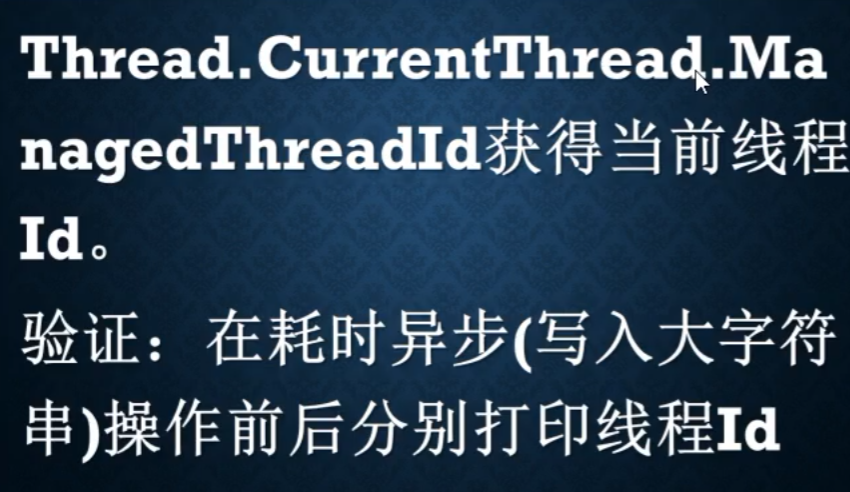 Thread.CurrentThread.Ma
nagedThreadId获得当前线程
Id。
验证：在耗时异步(写入大字符
串)操作前后分别打印线程Id